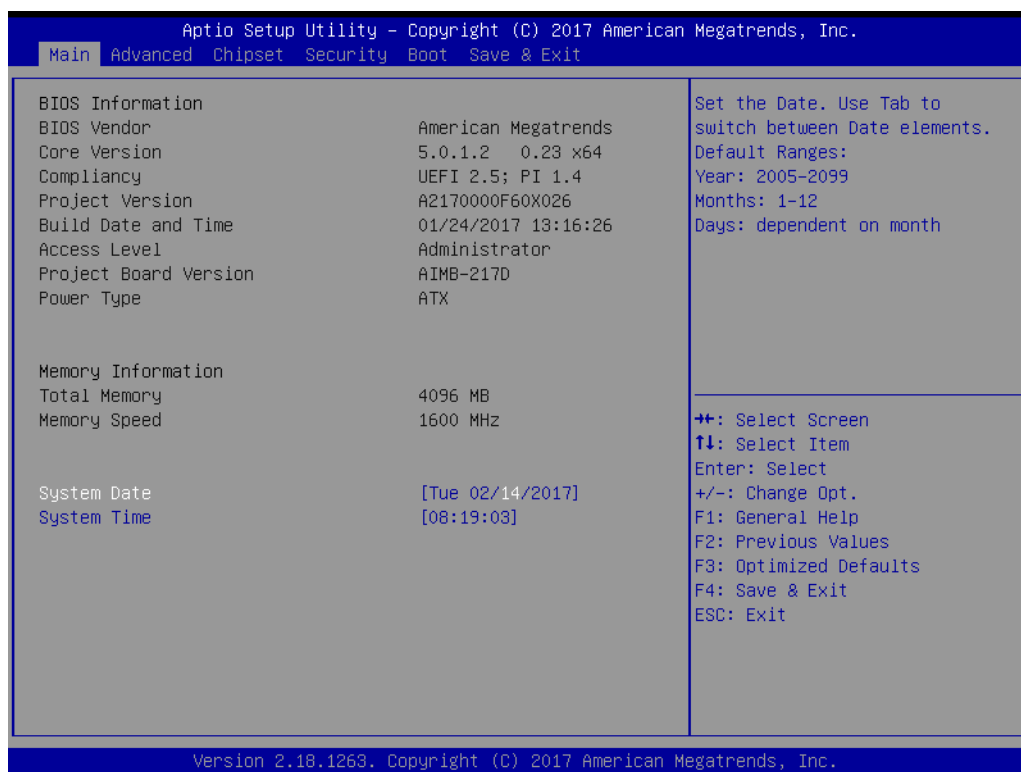 Aptio Setup Utility – Copyright (C) 2017 American Megatrends, Inc.
Main Advanced Chipset Security Boot Save & Exit
BIOS Information
BIOS Vendor American Megatrends
Core Version 5.0.1.2 0.23 x64
Compliancy UEFI 2.5; PI 1.4
Project Version A2170000F60X026
Build Date and Time 01/24/2017 13:16:26
Access Level Administrator
Project Board Version AIMB-217D
Power Type ATX
Memory Information
Total Memory 4096 MB
Memory Speed 1600 MHz
System Date [Tue 02/14/2017]
System Time [08:19:03]
Set the Date. Use Tab to
switch between Date elements.
Default Ranges:
Year: 2005-2099
Months: 1-12
Days: dependent on month
→←: Select Screen
↑↓: Select Item
Enter: Select
+/-: Change Opt.
F1: General Help
F2: Previous Values
F3: Optimized Defaults
F4: Save & Exit
ESC: Exit
Version 2.18.1263. Copyright (C) 2017 American Megatrends, Inc.